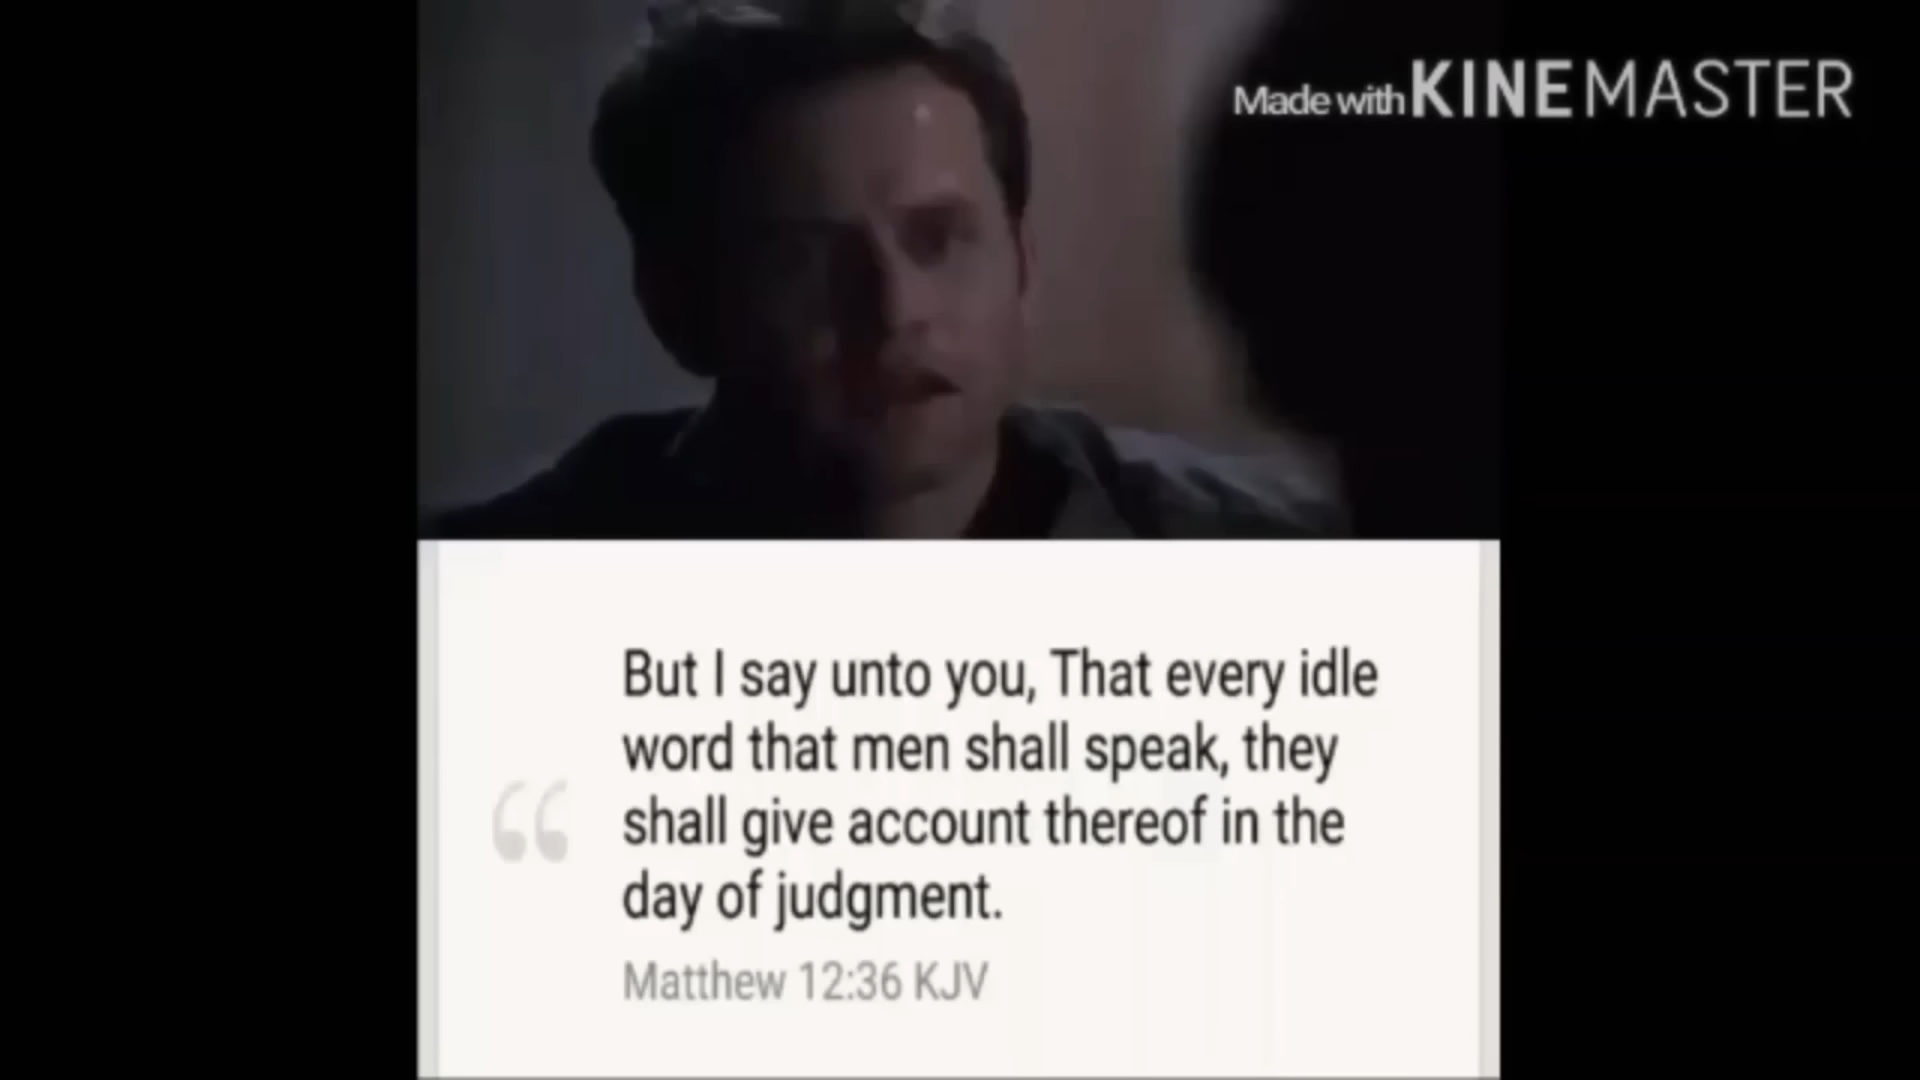 Made with KINEMASTER
But I say unto you, That every idle
word that men shall speak, they
shall give account thereof in the
day of judgment.
Matthew 12:36 KJV